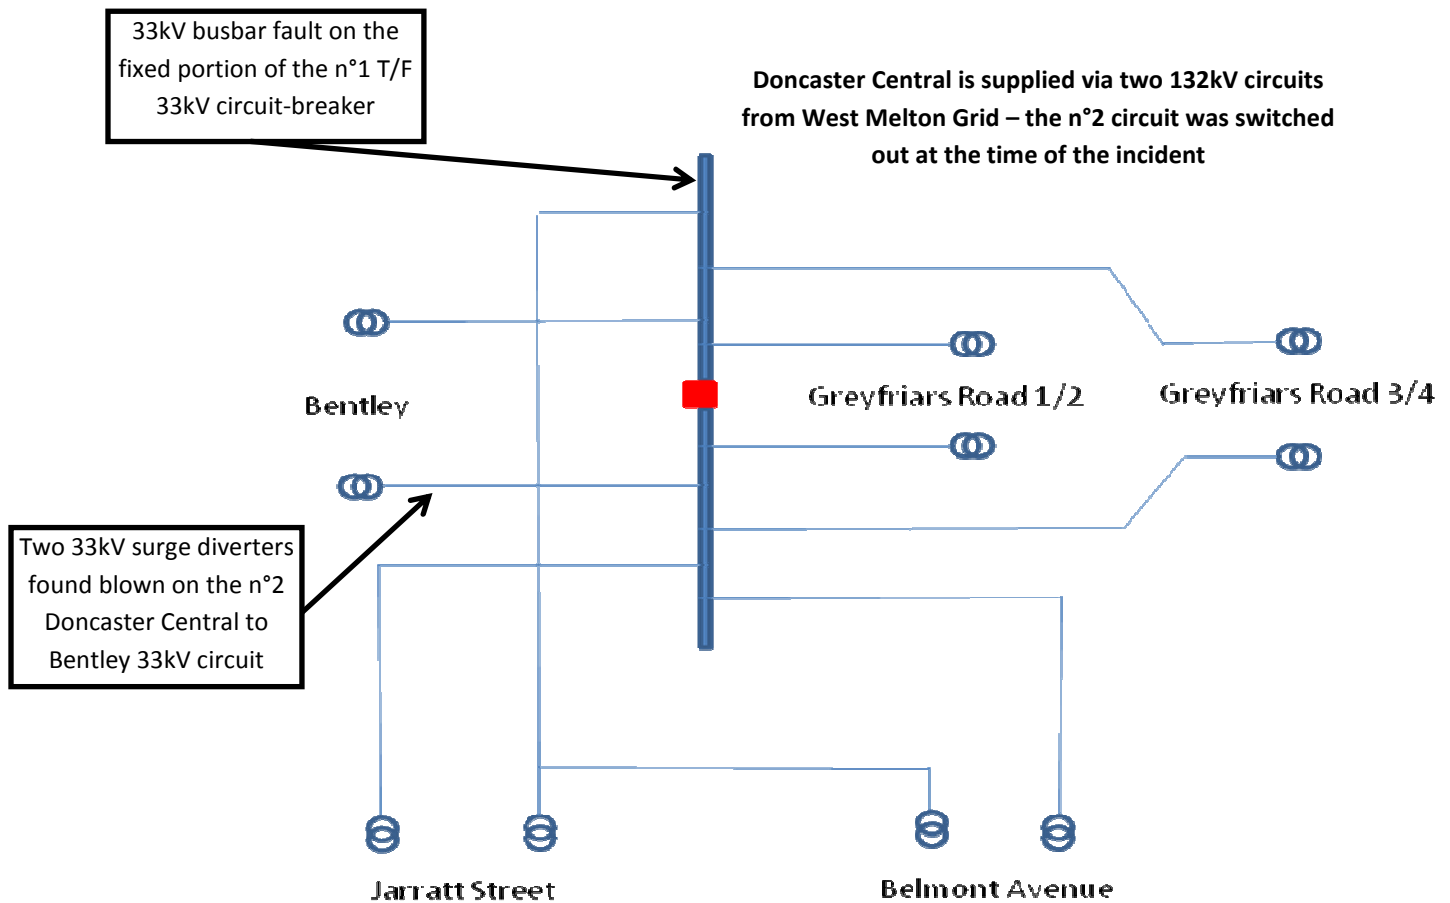 33kV busbar fault on the
fixed portion of the n°1 T/F
33kV circuit-breaker
Doncaster Central is supplied via two 132kV circuits
from West Melton Grid – the n°2 circuit was switched
out at the time of the incident
Bentley
Greyfriars Road 1/2
Greyfriars Road 3/4
Two 33kV surge diverters
found blown on the n°2
Doncaster Central to
Bentley 33kV circuit
Jarratt Street
Belmont Avenue